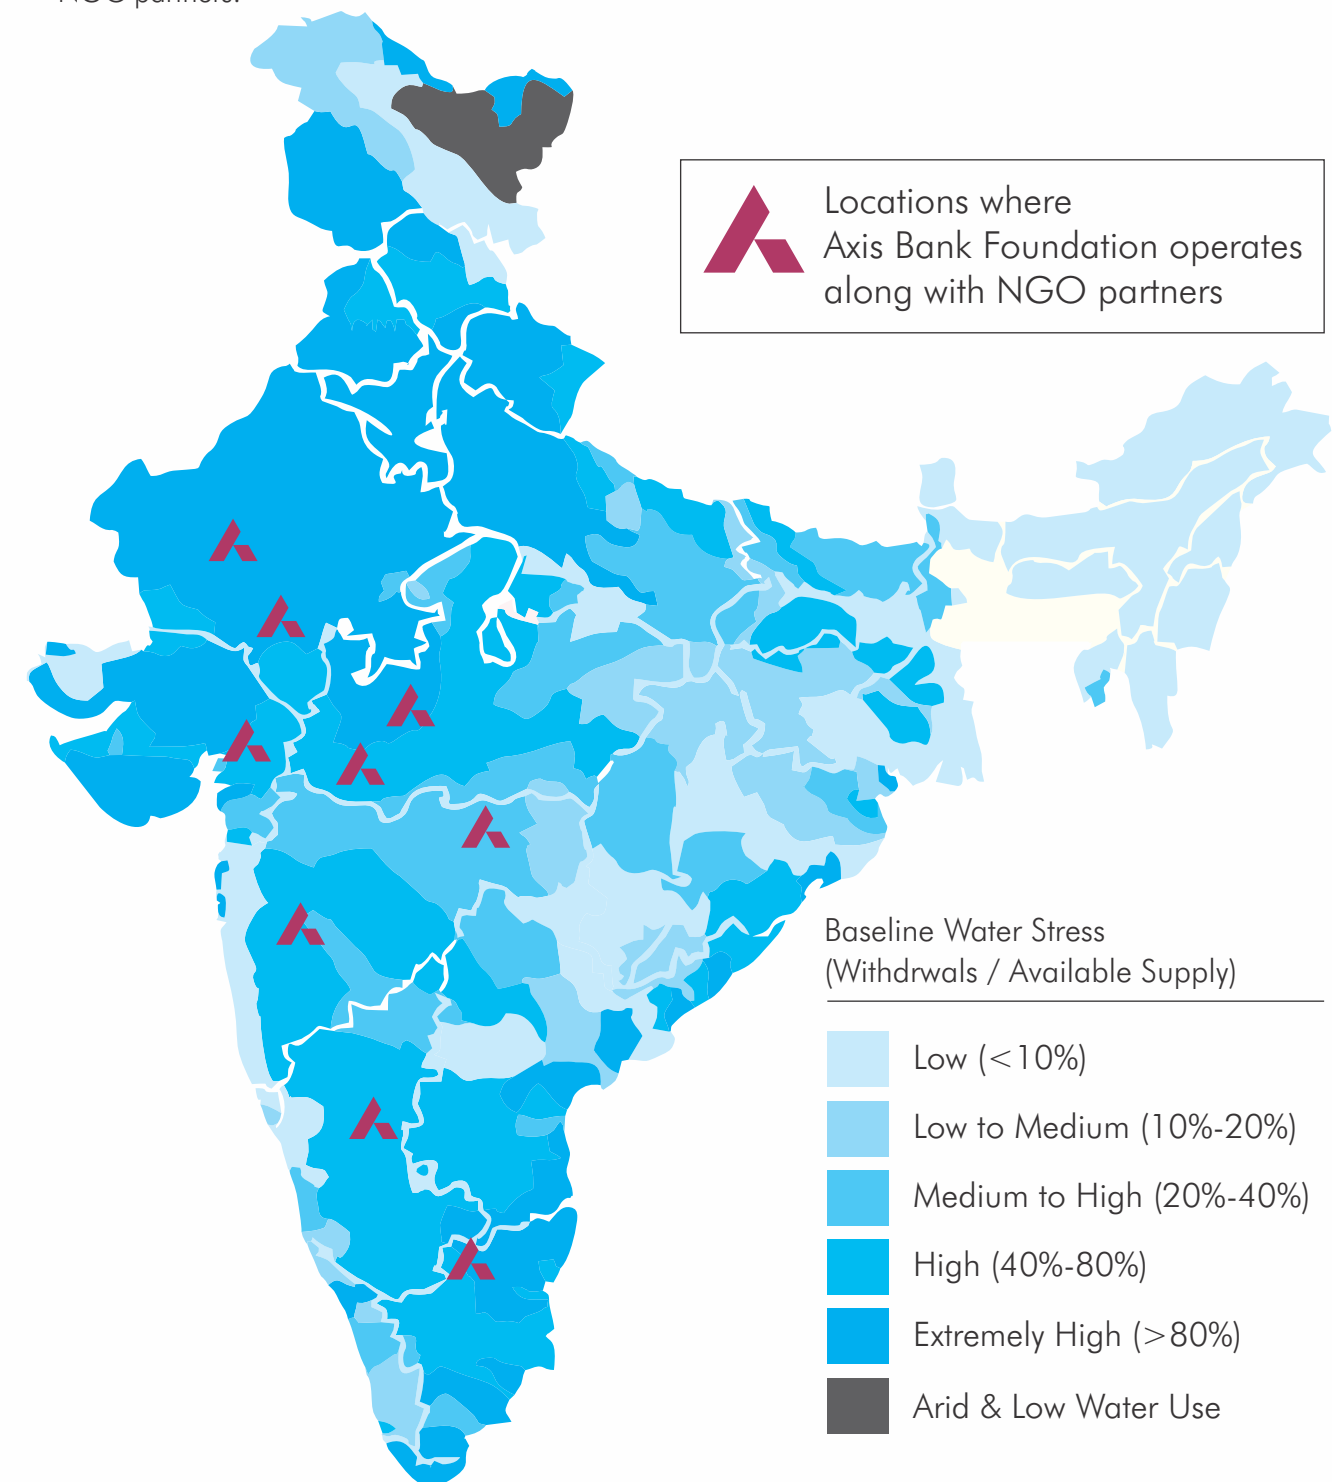 NGO partners.
Locations where
Axis Bank Foundation operates
along with NGO partners
Baseline Water Stress
(Withdrwals / Available Supply)
Low (<10%)
Low to Medium (10%-20%)
Medium to High (20%-40%)
High (40%-80%)
Extremely High (>80%)
Arid & Low Water Use